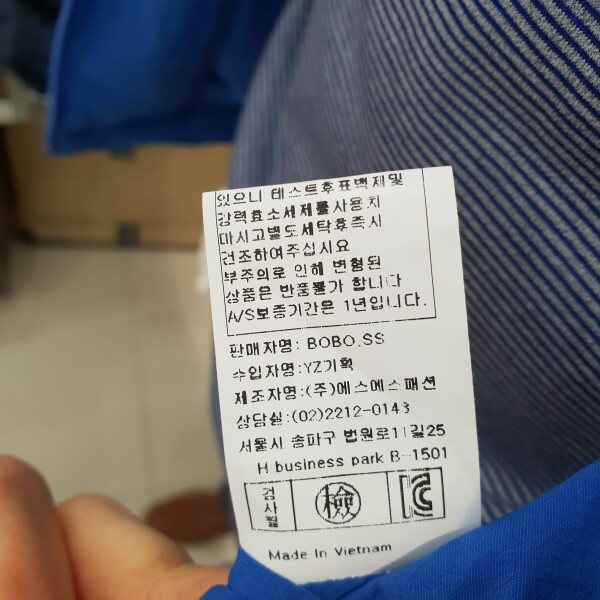 있으니 테스트후표백제및
강력효소세제를사용치
마시고별도세탁후즉시
건조하여주십시요
부주의로 인해 변형된
상품은 반품불가 합니다
A/S보증기간은 1년입니다.
판매자명: BOBO.SS
수입자명:YZ기획
제조자명:(주)에스에스패션
상담실:(02)2212-0143
서울시 송파구 법원로11길25
H business park B-1501
검사필 檢
Made In Vietnam